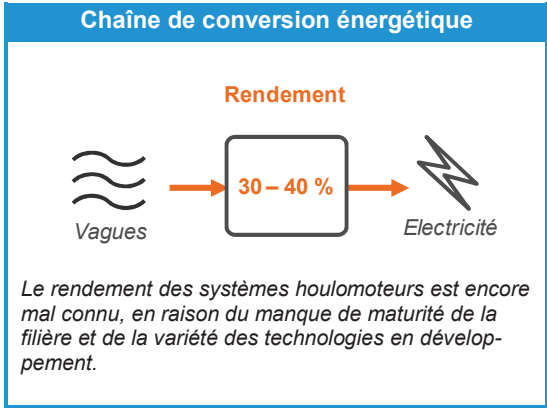 Chaîne de conversion énergétique
Rendement
30 – 40 %
Vagues
Electricité
Le rendement des systèmes houlomoteurs est encore
mal connu, en raison du manque de maturité de la
filière et de la variété des technologies en dévelop-
pement.